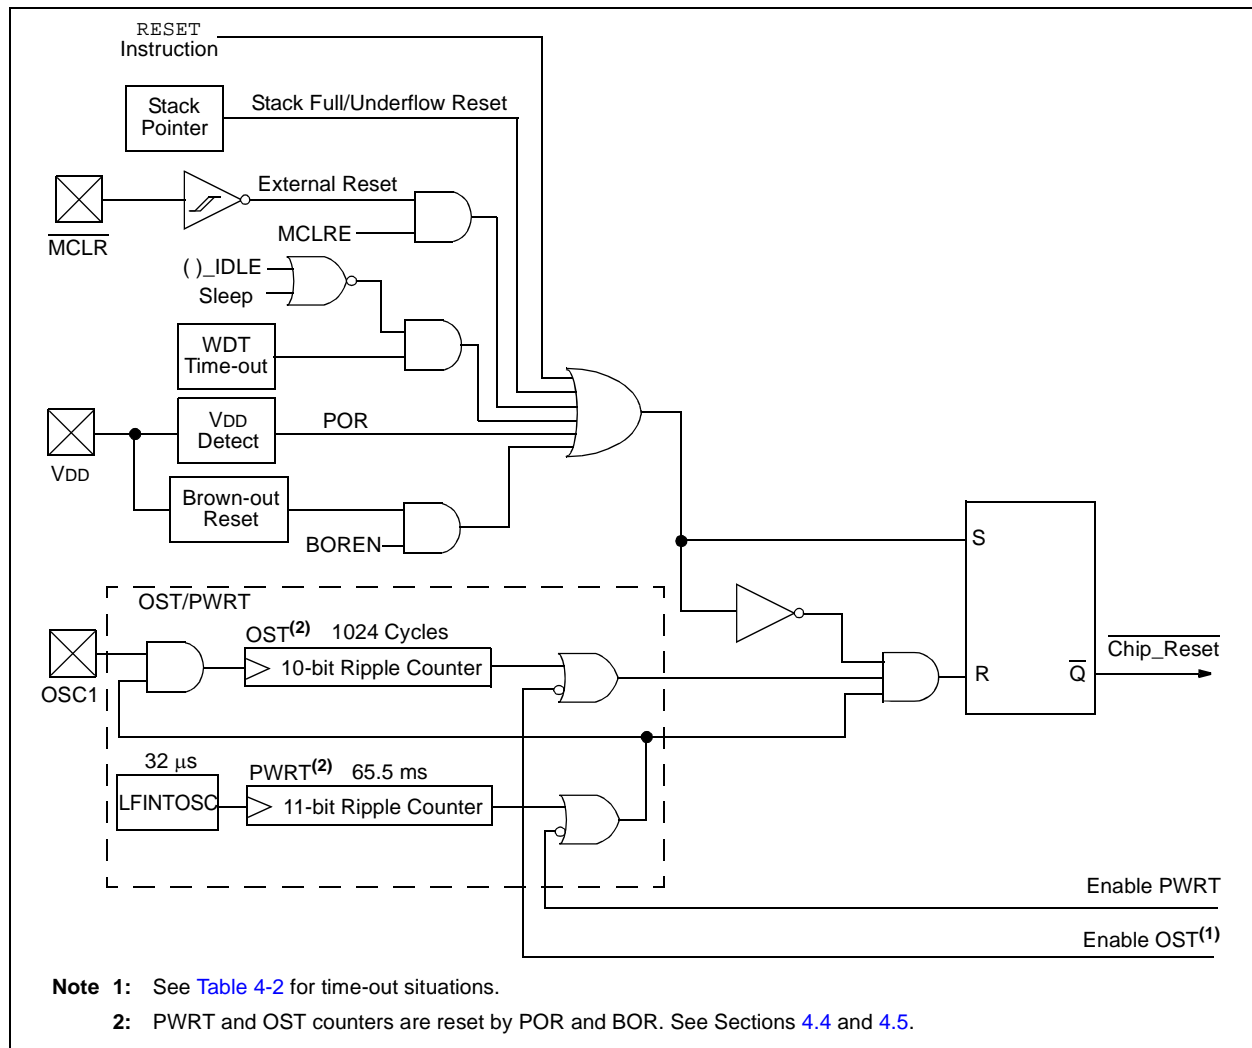 RESET
Instruction
Stack
Pointer
Stack Full/Underflow Reset
MCLR
External Reset
MCLRE
( )_IDLE
Sleep
WDT
Time-out
VDD
VDD
Detect
POR
Brown-out
Reset
BOREN
S
R
Q
Chip_Reset
OST/PWRT
OSC1
OST(2) 1024 Cycles
10-bit Ripple Counter
32 μs
LFINTOSC
PWRT(2) 65.5 ms
11-bit Ripple Counter
Enable PWRT
Enable OST(1)
Note 1: See Table 4-2 for time-out situations.
2: PWRT and OST counters are reset by POR and BOR. See Sections 4.4 and 4.5.